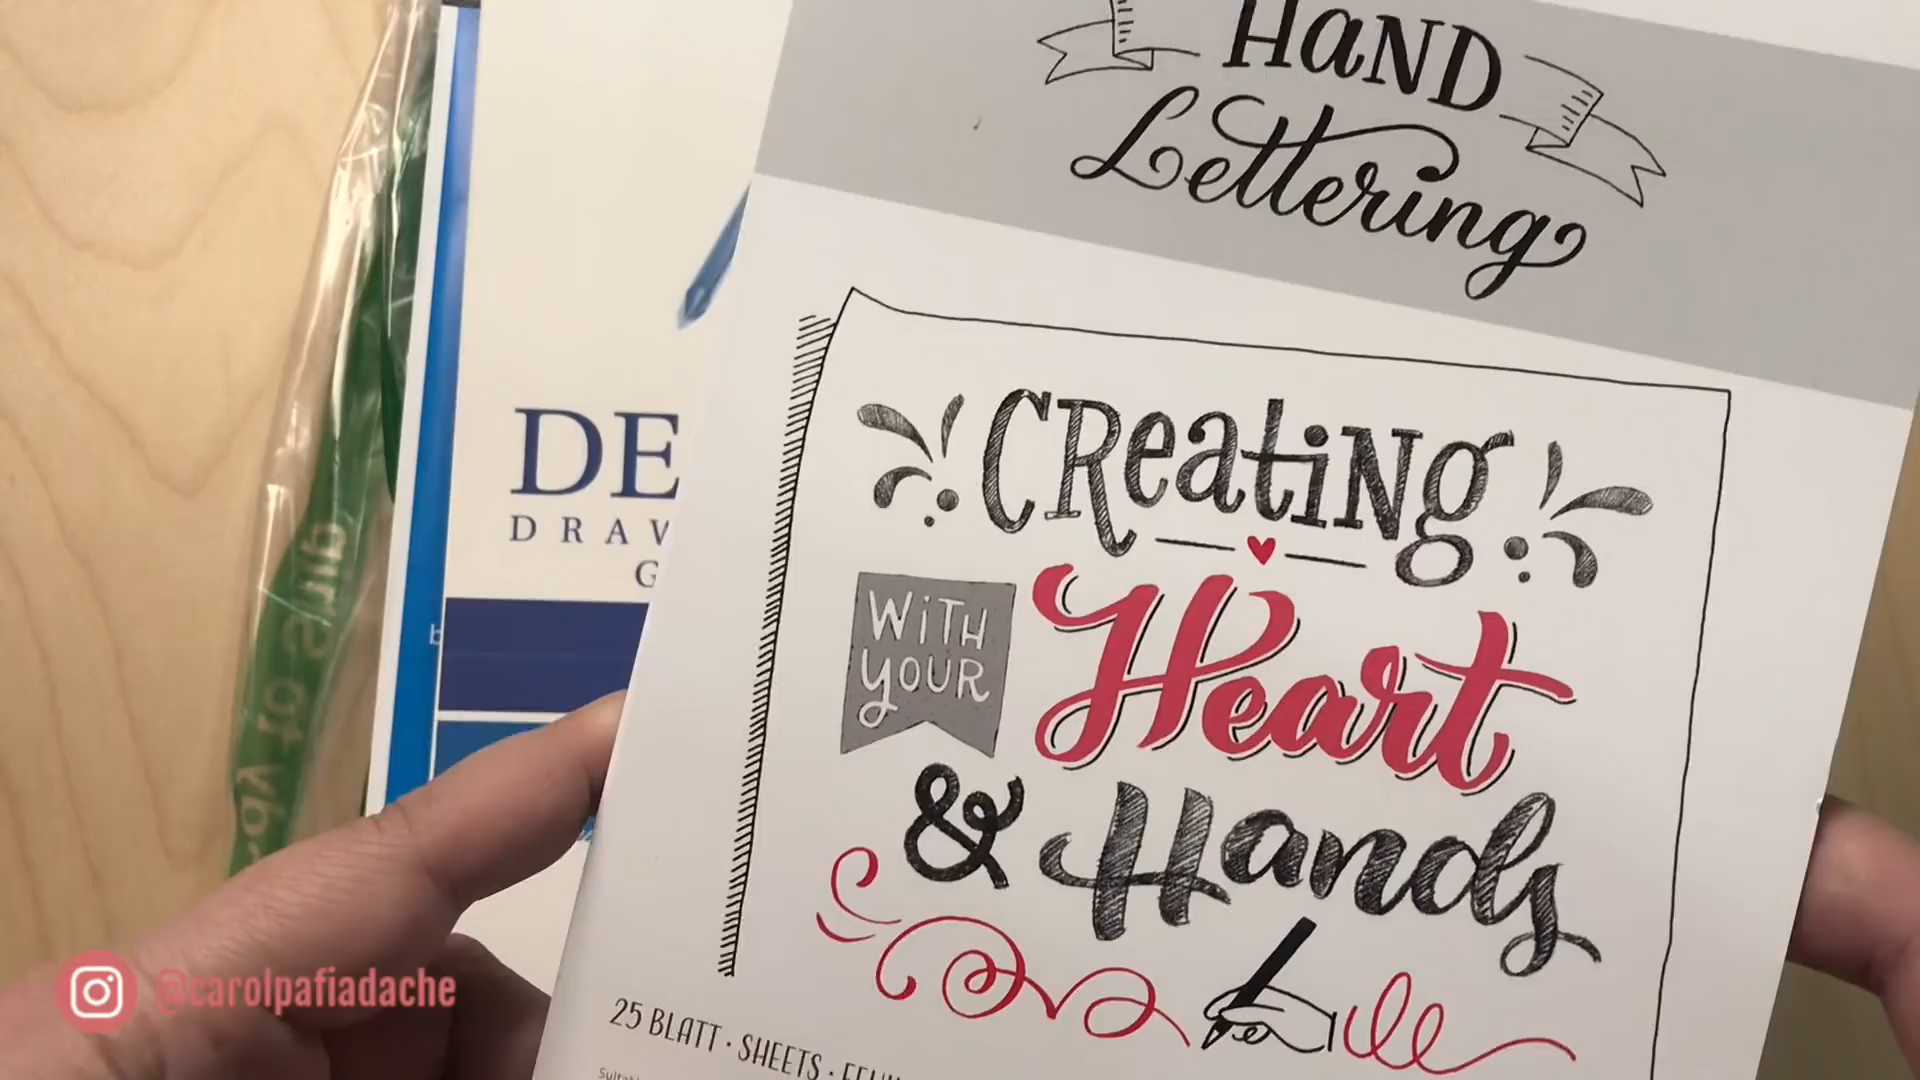 HaND
Lettering
CReatiNg
WiTH
YOUR
Heart
& Hands
25 BLATT · SHEETS ·
DE
DRAW
G
@carolpafiadache